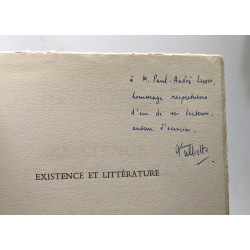 à M. Paul-André Lesort,
hommage respectueux
d'un de ses lecteurs,
auteur d'occasion.
EXISTENCE ET LITTÉRATURE